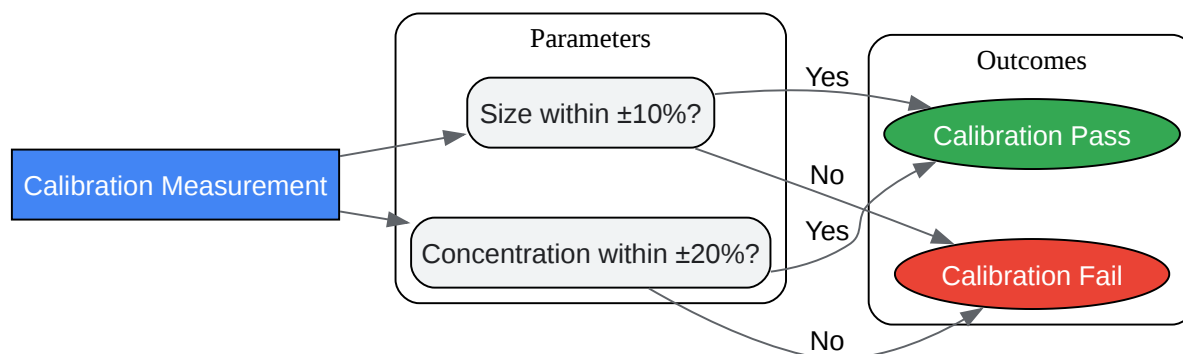 Parameters
Outcomes
Size within ±10%?
Yes
Calibration Pass
Calibration Measurement
No
Yes
Concentration within ±20%?
Calibration Fail
No